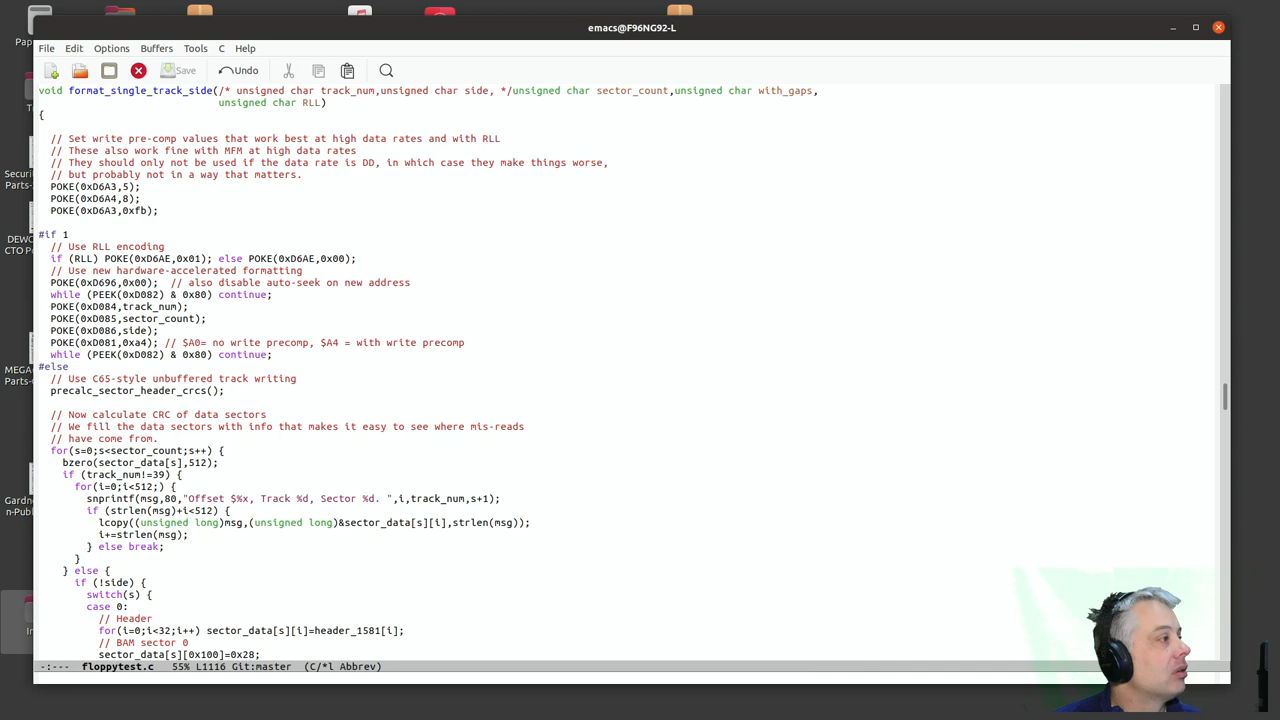 emacs@F96NG92-L
File Edit Options Buffers Tools C Help
Save Undo
void format_single_track_side(/* unsigned char track_num,unsigned char side, */unsigned char sector_count,unsigned char with_gaps,
unsigned char RLL)
{
// Set write pre-comp values that work best at high data rates and with RLL
// These also work fine with MFM at high data rates
// They should only not be used if the data rate is DD, in which case they make things worse,
// but probably not in a way that matters.
POKE(0xD6A3,5);
POKE(0xD6A4,8);
POKE(0xD6A3,0xfb);
#if 1
// Use RLL encoding
if (RLL) POKE(0xD6AE,0x01); else POKE(0xD6AE,0x00);
// Use new hardware-accelerated formatting
POKE(0xD696,0x00);  // also disable auto-seek on new address
while (PEEK(0xD082) & 0x80) continue;
POKE(0xD084,track_num);
POKE(0xD085,sector_count);
POKE(0xD086,side);
POKE(0xD081,0xa4); // $A0= no write precomp, $A4 = with write precomp
while (PEEK(0xD082) & 0x80) continue;
#else
// Use C65-style unbuffered track writing
precalc_sector_header_crcs();
// Now calculate CRC of data sectors
// We fill the data sectors with info that makes it easy to see where mis-reads
// have come from.
for(s=0;s<sector_count;s++) {
bzero(sector_data[s],512);
if (track_num!=39) {
for(i=0;i<512;) {
snprintf(msg,80,"Offset $%x, Track %d, Sector %d. ",i,track_num,s+1);
if (strlen(msg)+i<512) {
lcopy((unsigned long)msg,(unsigned long)&sector_data[s][i],strlen(msg));
i+=strlen(msg);
} else break;
}
} else {
if (!side) {
switch(s) {
case 0:
// Header
for(i=0;i<32;i++) sector_data[s][i]=header_1581[i];
// BAM sector 0
sector_data[s][0x100]=0x28;
-:---  floppytest.c   55% L1116 Git:master  (C/*l Abbrev)